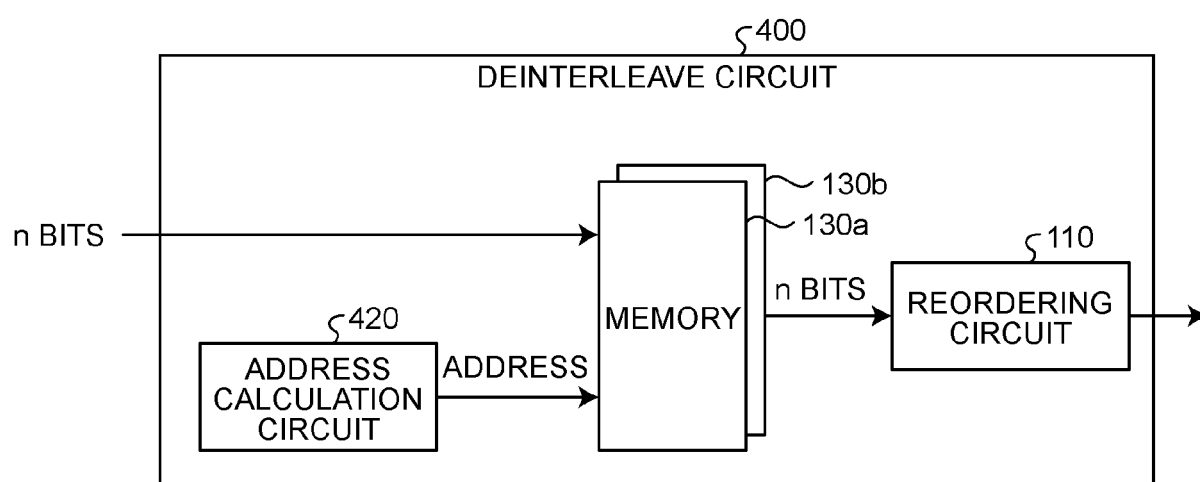 400
DEINTERLEAVE CIRCUIT
130b
130a
n BITS
110
n BITS
REORDERING
CIRCUIT
MEMORY
420
ADDRESS
ADDRESS
CALCULATION
CIRCUIT